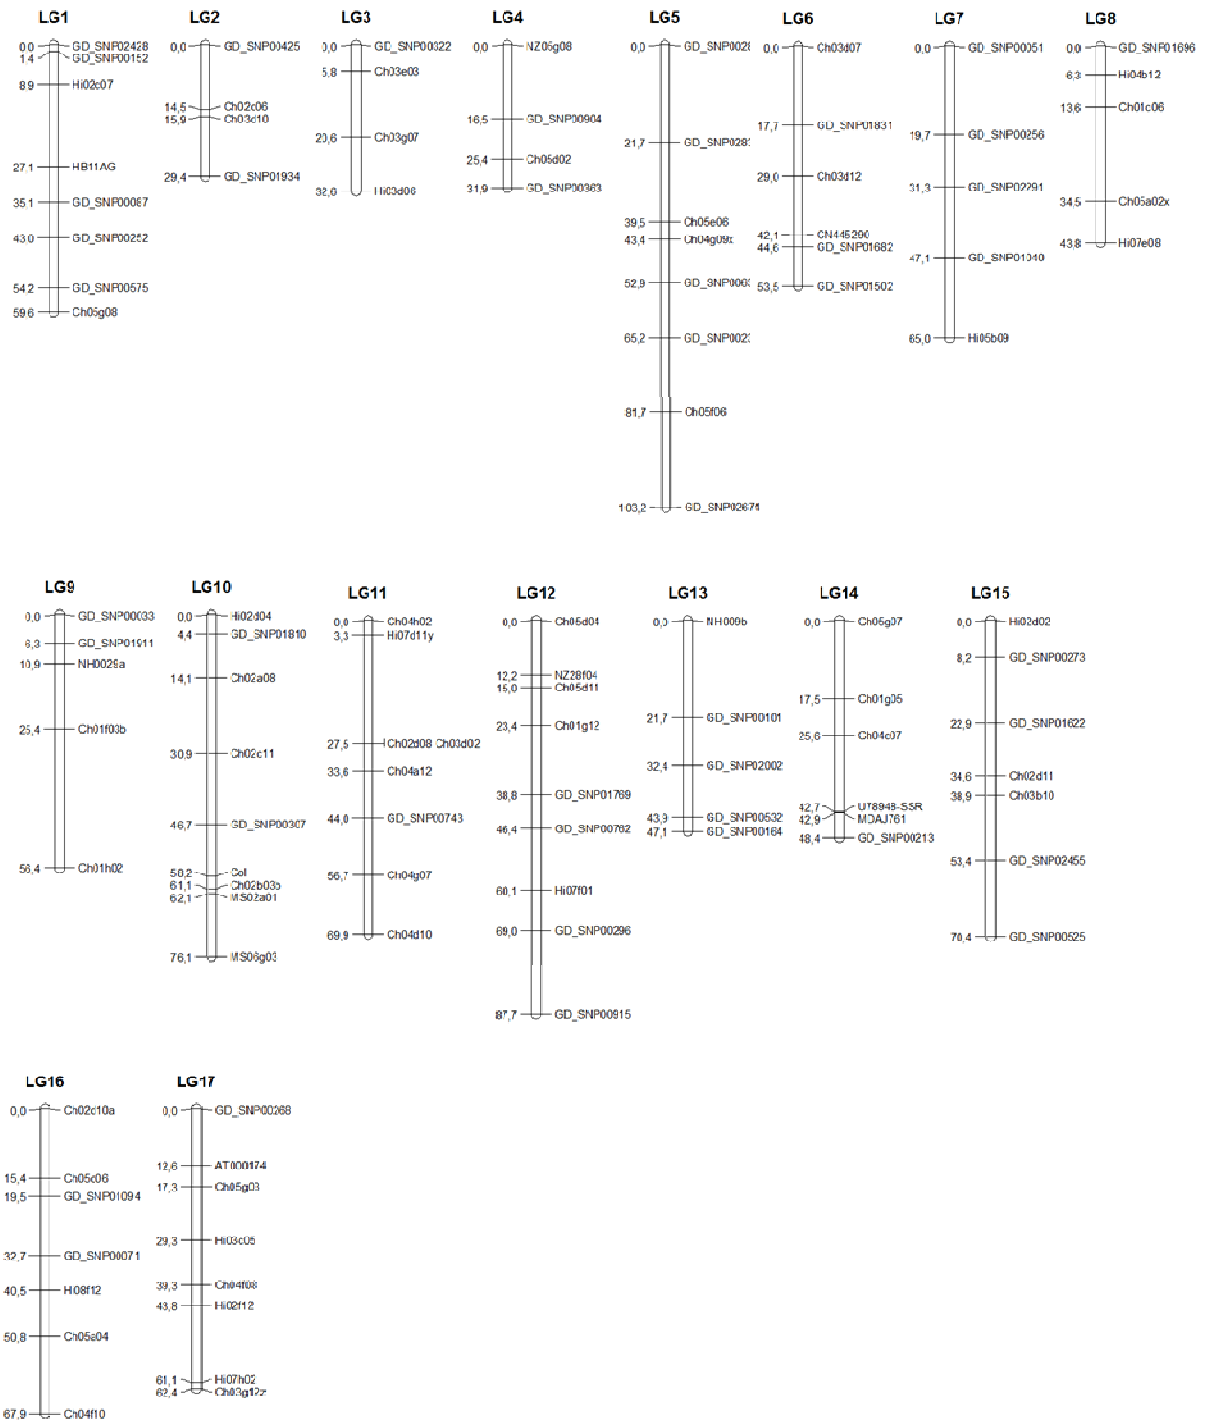 LG1
0,0 GD_SNP02428
1,4 GD_SNP00152
8,9 Hi02c07
27,1 HB11AG
35,1 GD_SNP00087
43,0 GD_SNP00252
54,2 GD_SNP00575
59,6 Ch05g08
LG2
0,0 GD_SNP00425
14,5 Ch02c06
15,9 Ch03d10
29,4 GD_SNP01934
LG3
0,0 GD_SNP00322
5,8 Ch03e03
20,6 Ch03g07
32,6 Hi03d06
LG4
0,0 NZ05g08
16,5 GD_SNP00904
25,4 Ch05d02
31,9 GD_SNP00363
LG5
0,0 GD_SNP0028
21,7 GD_SNP0028
39,5 Ch05e06
43,4 Ch04g09z
52,9 GD_SNP006
65,2 GD_SNP002
81,7 Ch05f06
103,2 GD_SNP02674
LG6
0,0 Ch03d07
17,7 GD_SNP01831
29,0 Ch03d12
42,1 CN445290
44,6 GD_SNP01682
53,5 GD_SNP01502
LG7
0,0 GD_SNP00051
19,7 GD_SNP00256
31,3 GD_SNP02291
47,1 GD_SNP01040
65,0 Hi05b09
LG8
0,0 GD_SNP01696
6,3 Hi04b12
13,6 Ch01c06
34,5 Ch05a02x
43,8 Hi07e08
LG9
0,0 GD_SNP00033
6,3 GD_SNP01911
10,9 NH0029a
25,4 Ch01f03b
56,4 Ch01h02
LG10
0,0 Hi02d04
4,4 GD_SNP01810
14,1 Ch02a08
30,9 Ch02c11
46,7 GD_SNP00307
58,2 Col
61,1 Ch02b03b
62,1 MS02a01
76,1 MS06g03
LG11
0,0 Ch04h02
3,3 Hi07d11y
27,5 Ch02d08 Ch03d02
33,6 Ch04a12
44,0 GD_SNP00743
56,7 Ch04g07
69,9 Ch04d10
LG12
0,0 Ch05d04
12,2 NZ28f04
15,0 Ch05d11
23,4 Ch01g12
38,8 GD_SNP01769
46,4 GD_SNP00762
60,1 Hi07f01
69,0 GD_SNP00296
87,7 GD_SNP00915
LG13
0,0 NH009b
21,7 GD_SNP00101
32,4 GD_SNP02002
43,9 GD_SNP00532
47,1 GD_SNP00164
LG14
0,0 Ch05g07
17,5 Ch01g05
25,6 Ch04c07
42,7 U78948-SSR
42,9 MDAJ761
48,4 GD_SNP00213
LG15
0,0 Hi02d02
8,2 GD_SNP00273
22,9 GD_SNP01622
34,6 Ch02d11
38,9 Ch03b10
53,4 GD_SNP02455
70,4 GD_SNP00525
LG16
0,0 Ch02d10a
15,4 Ch05c06
19,5 GD_SNP01094
32,7 GD_SNP00071
40,5 Hi08f12
50,8 Ch05a04
67,9 Ch04f10
LG17
0,0 GD_SNP00268
12,6 AT000174
17,3 Ch05g03
29,3 Hi03c05
39,3 Ch04f08
43,8 Hi02f12
61,1 Hi07h02
62,4 Ch03g12z